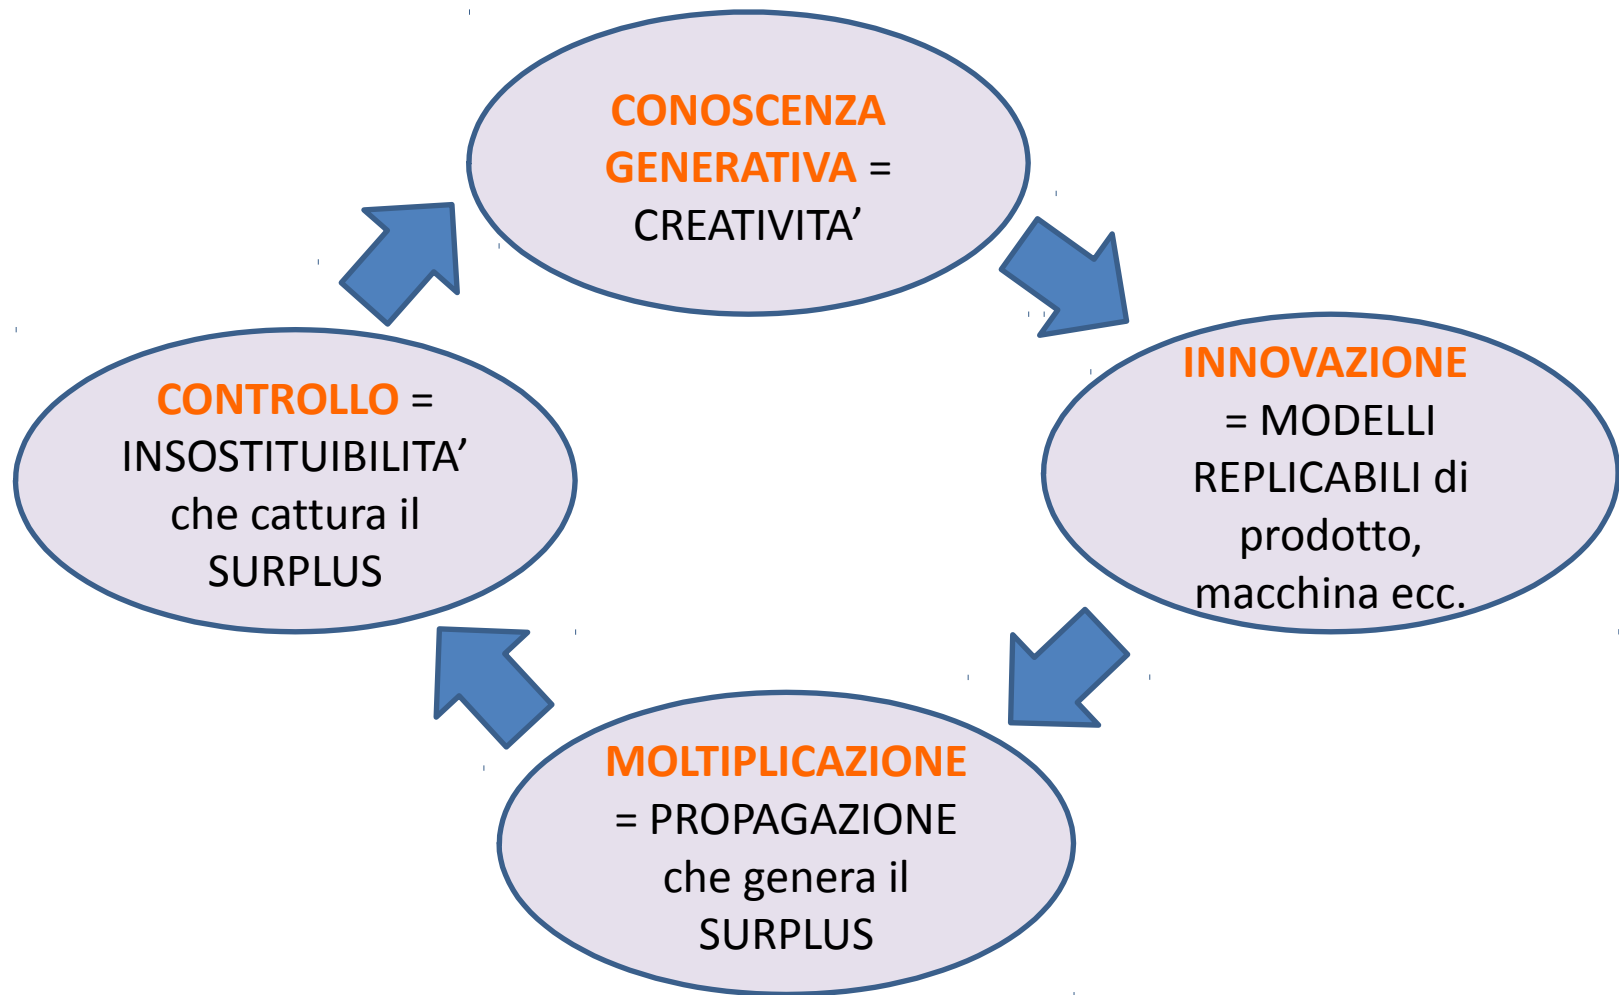 CONOSCENZA
GENERATIVA =
CREATIVITA’
INNOVAZIONE
= MODELLI
REPLICABILI di
prodotto,
macchina ecc.
MOLTIPLICAZIONE
= PROPAGAZIONE
che genera il
SURPLUS
CONTROLLO =
INSOSTITUIBILITA’
che cattura il
SURPLUS